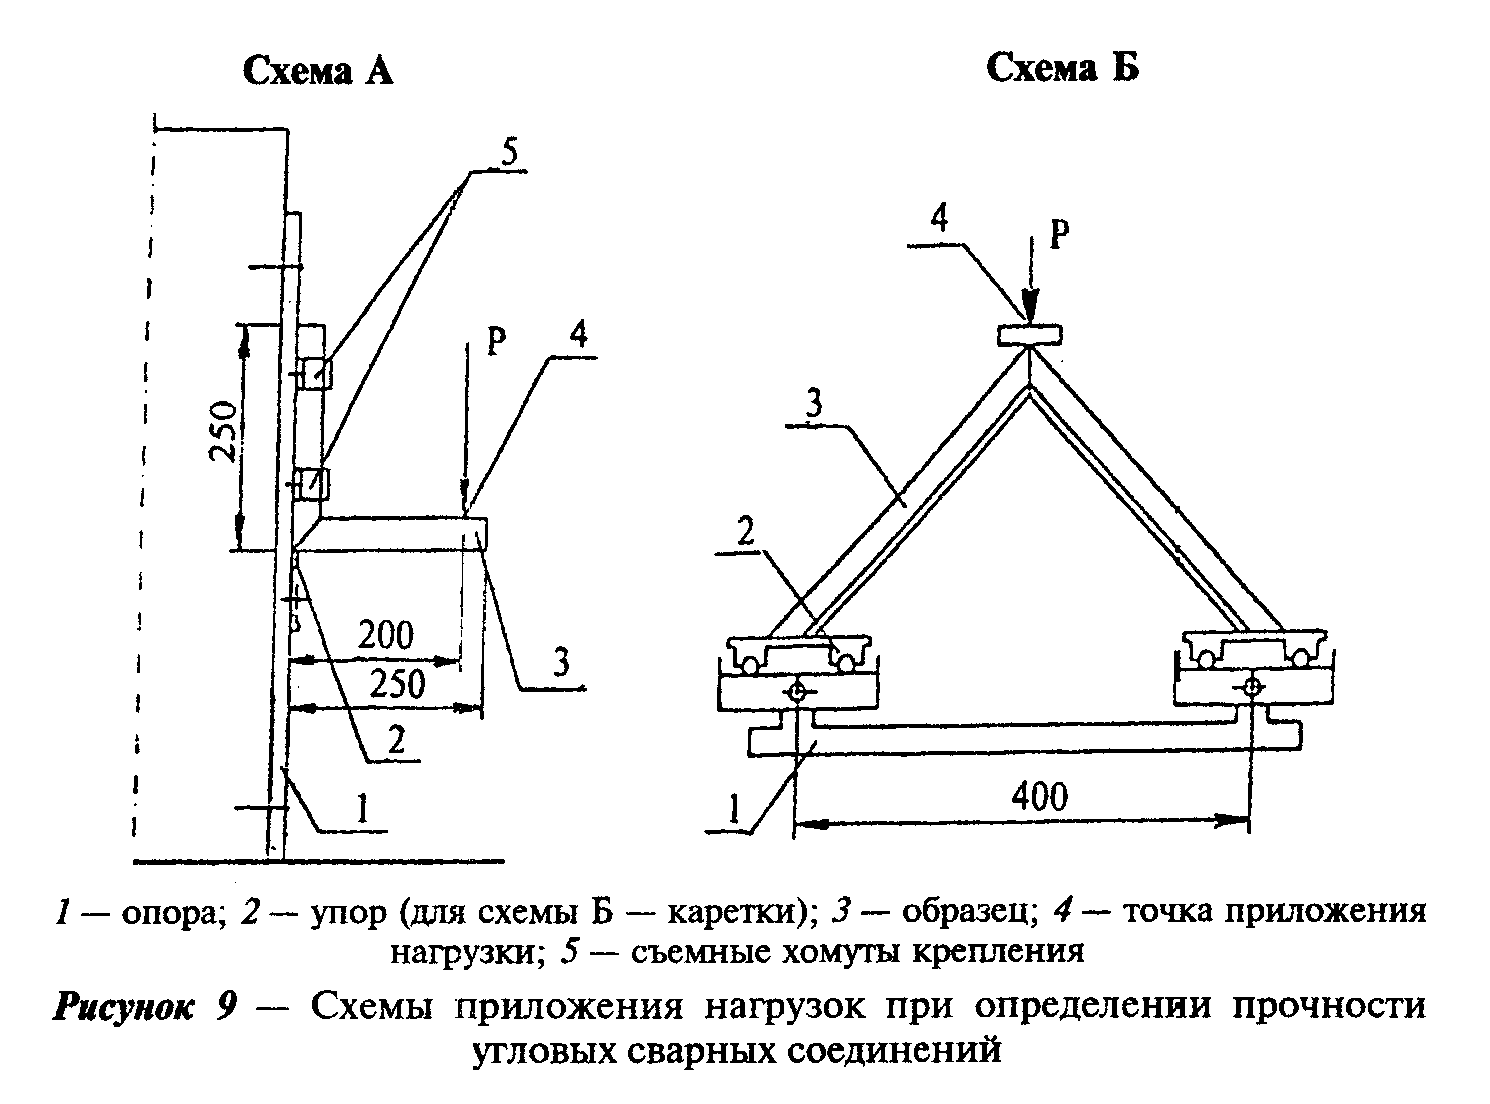 Схема А
Схема Б
5
4
P
P
4
250
3
2
200
3
250
2
1
1
400
1 — опора; 2 — упор (для схемы Б — каретки); 3 — образец; 4 — точка приложения
нагрузки; 5 — съемные хомуты крепления
Рисунок 9 — Схемы приложения нагрузок при определении прочности
угловых сварных соединений